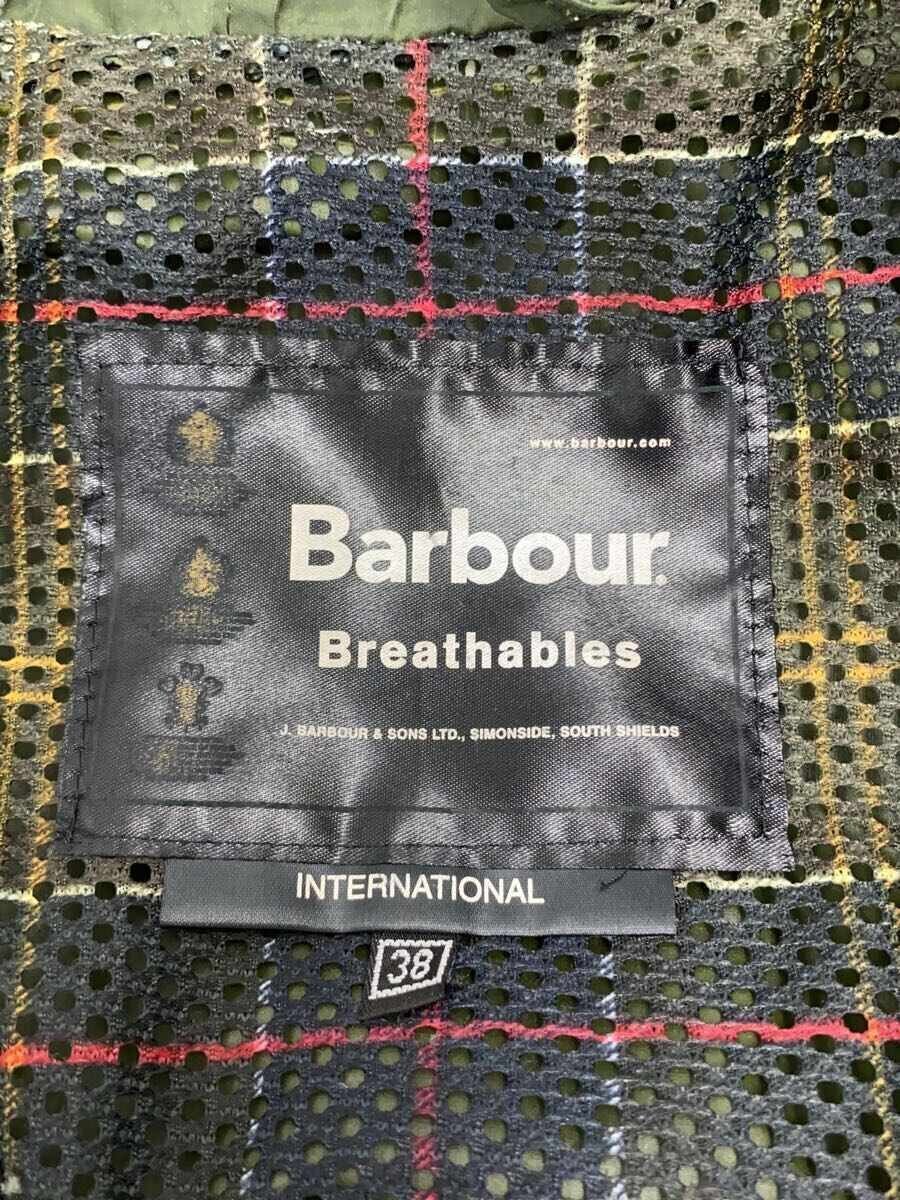 www.barbour.com
Barbour®
Breathables
J. BARBOUR & SONS LTD., SIMONSIDE, SOUTH SHIELDS
INTERNATIONAL
38